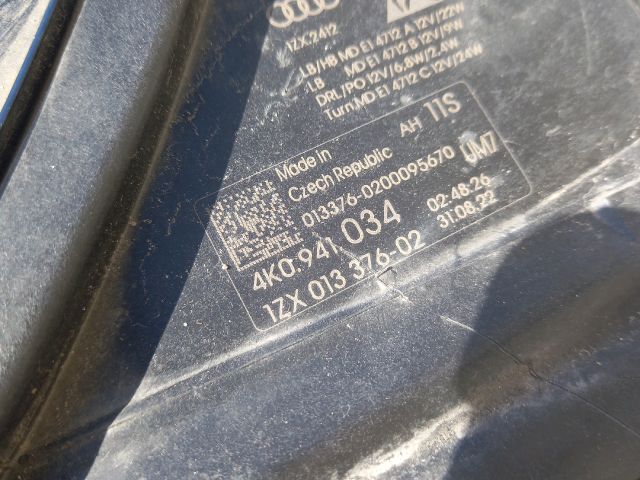 1ZX.2412
LB/HB MD E1 4712 A 12V/22W
LB MD E1 4712 B 12V/9W
DRL/PO 12V/6.8W/2.4W
Turn.MD E1 4712 C 12V/24W
Made in
Czech Republic
AH 11S
013376-0200095670
UM7
4K0.941 034
02:48:26
1ZX 013 376-02
31.08.22